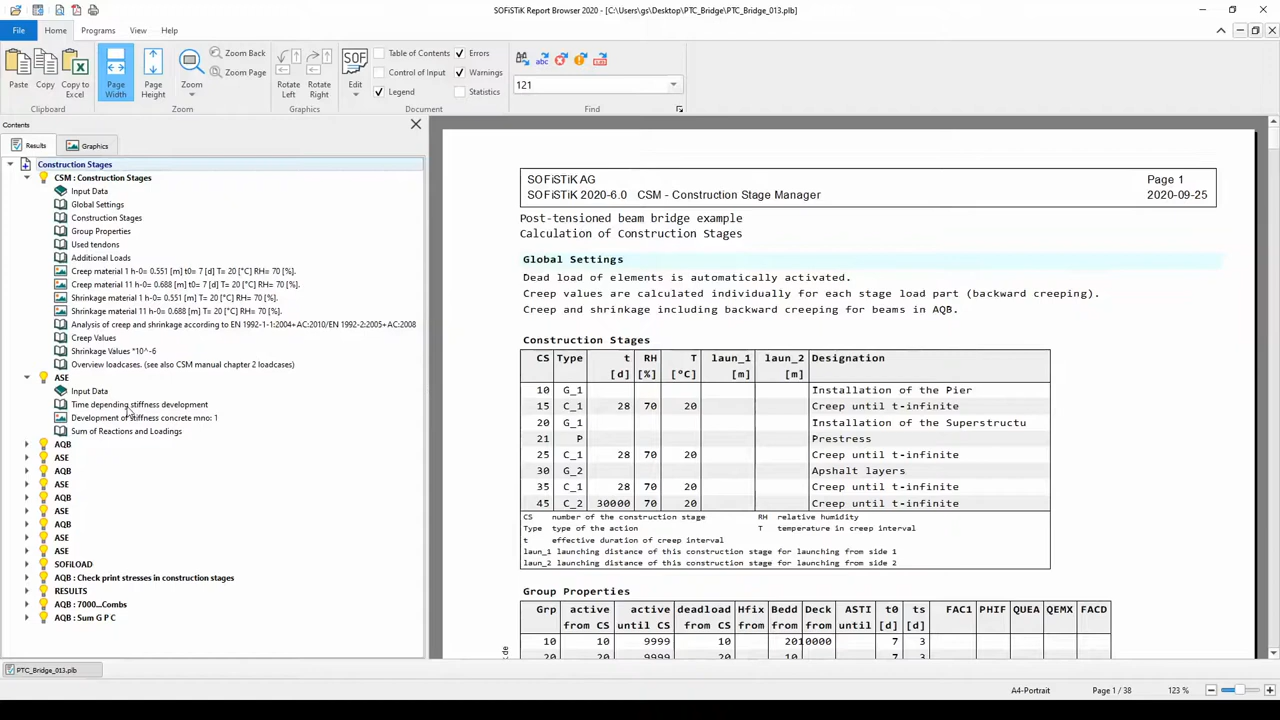 SOFiSTiK Report Browser 2020 - [C:\Users\gs\Desktop\PTC_Bridge\PTC_Bridge_013.plb]
File Home Programs View Help
Paste Copy Copy to Excel
Clipboard
Page Width Page Height Zoom Zoom Back Zoom Page
Zoom
Rotate Left Rotate Right
Graphics
SOF Edit
Table of Contents Errors
Control of Input Warnings
Legend Statistics
Document
abc
121
Find
Contents
Results Graphics
Construction Stages
CSM : Construction Stages
Input Data
Global Settings
Construction Stages
Group Properties
Used tendons
Additional Loads
Creep material 1 h-0= 0.551 [m] t0= 7 [d] T= 20 [°C] RH= 70 [%].
Creep material 11 h-0= 0.688 [m] t0= 7 [d] T= 20 [°C] RH= 70 [%].
Shrinkage material 1 h-0= 0.551 [m] T= 20 [°C] RH= 70 [%].
Shrinkage material 11 h-0= 0.688 [m] T= 20 [°C] RH= 70 [%].
Analysis of creep and shrinkage according to EN 1992-1-1:2004+AC:2010/EN 1992-2:2005+AC:2008
Creep Values
Shrinkage Values *10^-6
Overview loadcases. (see also CSM manual chapter 2 loadcases)
ASE
Input Data
Time depending stiffness development
Development of stiffness concrete mno: 1
Sum of Reactions and Loadings
AQB
ASE
AQB
ASE
AQB
ASE
AQB
ASE
ASE
SOFiLOAD
AQB : Check print stresses in construction stages
RESULTS
AQB : 7000...Combs
AQB : Sum G P C
SOFiSTiK AG Page 1
SOFiSTiK 2020-6.0 CSM - Construction Stage Manager 2020-09-25
Post-tensioned beam bridge example
Calculation of Construction Stages
Global Settings
Dead load of elements is automatically activated.
Creep values are calculated individually for each stage load part (backward creeping).
Creep and shrinkage including backward creeping for beams in AQB.
Construction Stages
CS Type t RH T laun_1 laun_2 Designation
[d] [%] [°C] [m] [m]
10 G_1 Installation of the Pier
15 C_1 28 70 20 Creep until t-infinite
20 G_1 Installation of the Superstructu
21 P Prestress
25 C_1 28 70 20 Creep until t-infinite
30 G_2 Apshalt layers
35 C_1 28 70 20 Creep until t-infinite
45 C_2 30000 70 20 Creep until t-infinite
CS number of the construction stage RH relative humidity
Type type of the action T temperature in creep interval
t effective duration of creep interval
laun_1 launching distance of this construction stage for launching from side 1
laun_2 launching distance of this construction stage for launching from side 2
Group Properties
Grp active active deadload Hfix Bedd Deck ASTI t0 ts FAC1 PHIF QUEA QEMX FACD
from CS until CS from CS from from from until [d] [d]
10 10 9999 10 2010000 7 3
20 20 9999 10 7 3
PTC_Bridge_013.plb
A4-Portrait Page 1 / 38 123 %